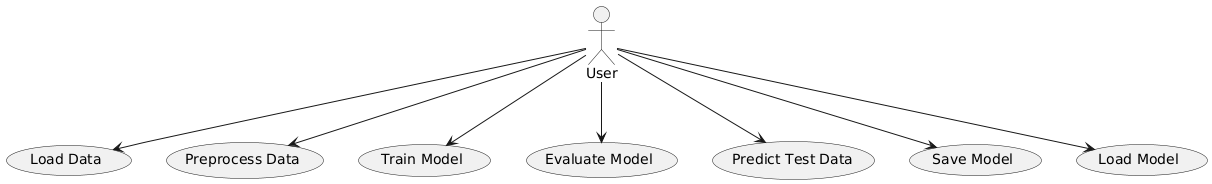 User
Load Data
Preprocess Data
Train Model
Evaluate Model
Predict Test Data
Save Model
Load Model